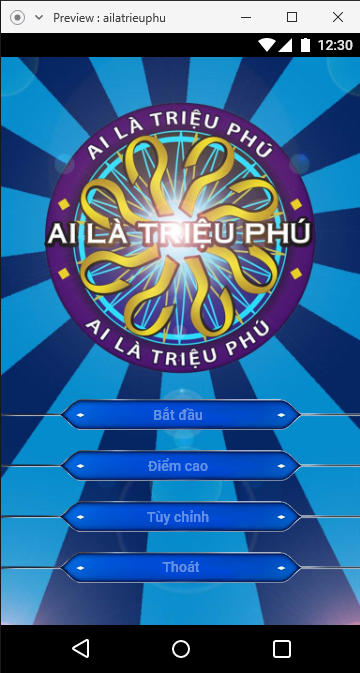 Preview : ailatrieuphu
12:30
AI LÀ TRIỆU PHÚ
AI LÀ TRIỆU PHÚ
AI LÀ TRIỆU PHÚ
Bắt đầu
Điểm cao
Tùy chỉnh
Thoát